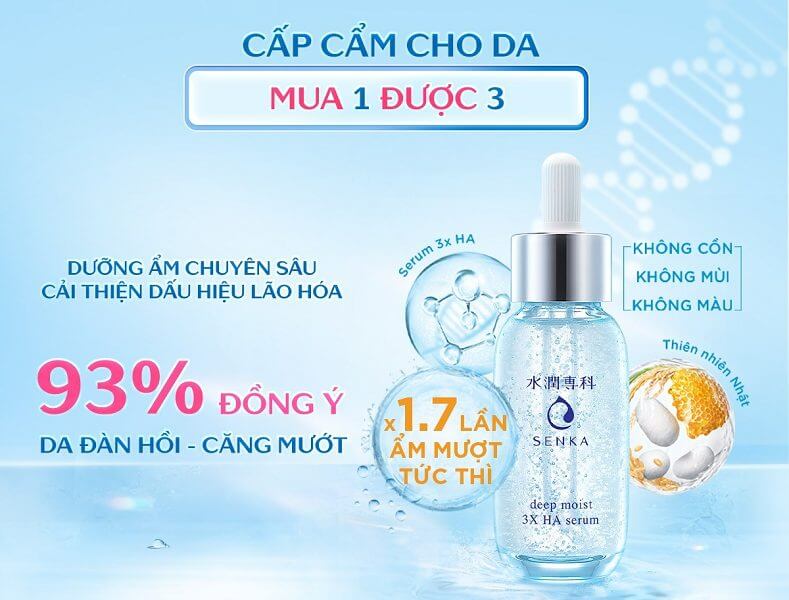 CẤP CẨM CHO DA
MUA 1 ĐƯỢC 3
DƯỠNG ẨM CHUYÊN SÂU
CẢI THIỆN DẤU HIỆU LÃO HÓA
93% ĐỒNG Ý
DA ĐÀN HỒI - CĂNG MƯỚT
Serum 3x HA
x1.7 LẦN
ẨM MƯỢT
TỨC THÌ
KHÔNG CỒN
KHÔNG MÙI
KHÔNG MÀU
Thiên nhiên Nhật
水潤専科
SENKA
deep moist
3X HA serum